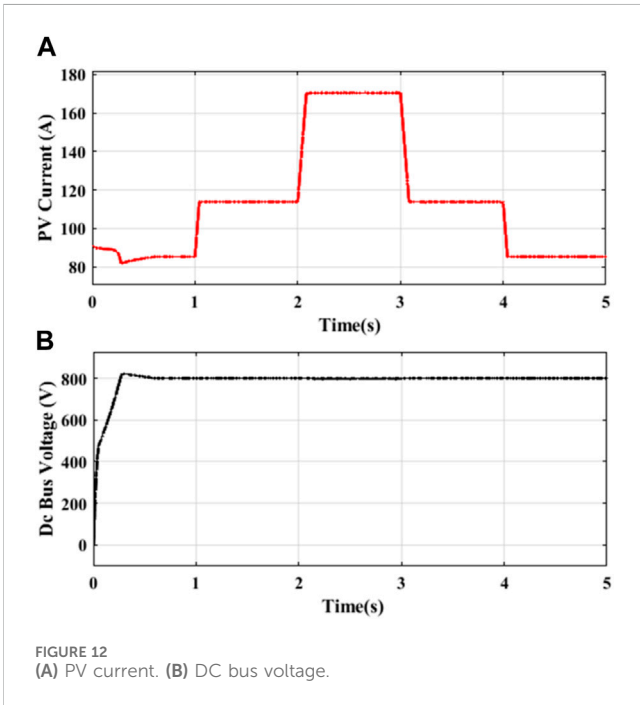 A
180
160
140
120
100
80
PV Current (A)
0 1 2 3 4 5
Time(s)
B
800
600
400
200
0
Dc Bus Voltage (V)
0 1 2 3 4 5
Time(s)
FIGURE 12
(A) PV current. (B) DC bus voltage.